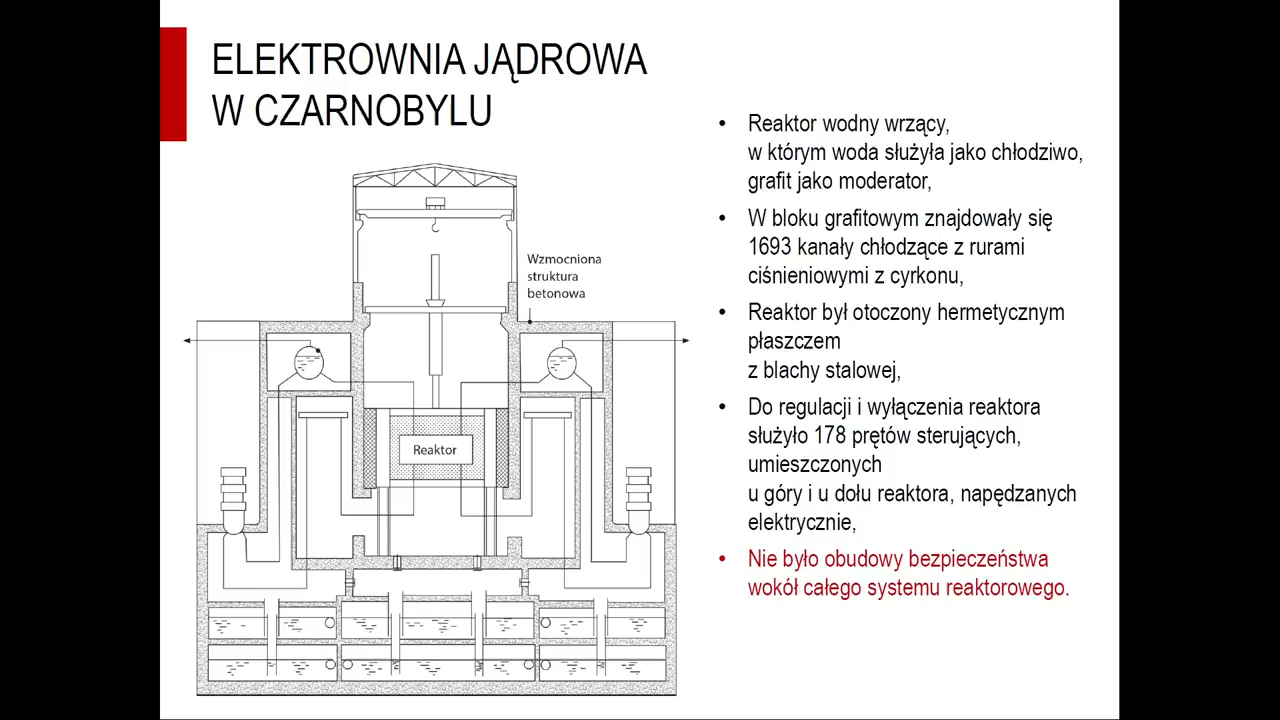 ELEKTROWNIA JĄDROWA
W CZARNOBYLU
Wzmocniona
struktura
betonowa
Reaktor
• Reaktor wodny wrzący,
w którym woda służyła jako chłodziwo,
grafit jako moderator,
• W bloku grafitowym znajdowały się
1693 kanały chłodzące z rurami
ciśnieniowymi z cyrkonu,
• Reaktor był otoczony hermetycznym
płaszczem
z blachy stalowej,
• Do regulacji i wyłączenia reaktora
służyło 178 prętów sterujących,
umieszczonych
u góry i u dołu reaktora, napędzanych
elektrycznie,
• Nie było obudowy bezpieczeństwa
wokół całego systemu reaktorowego.